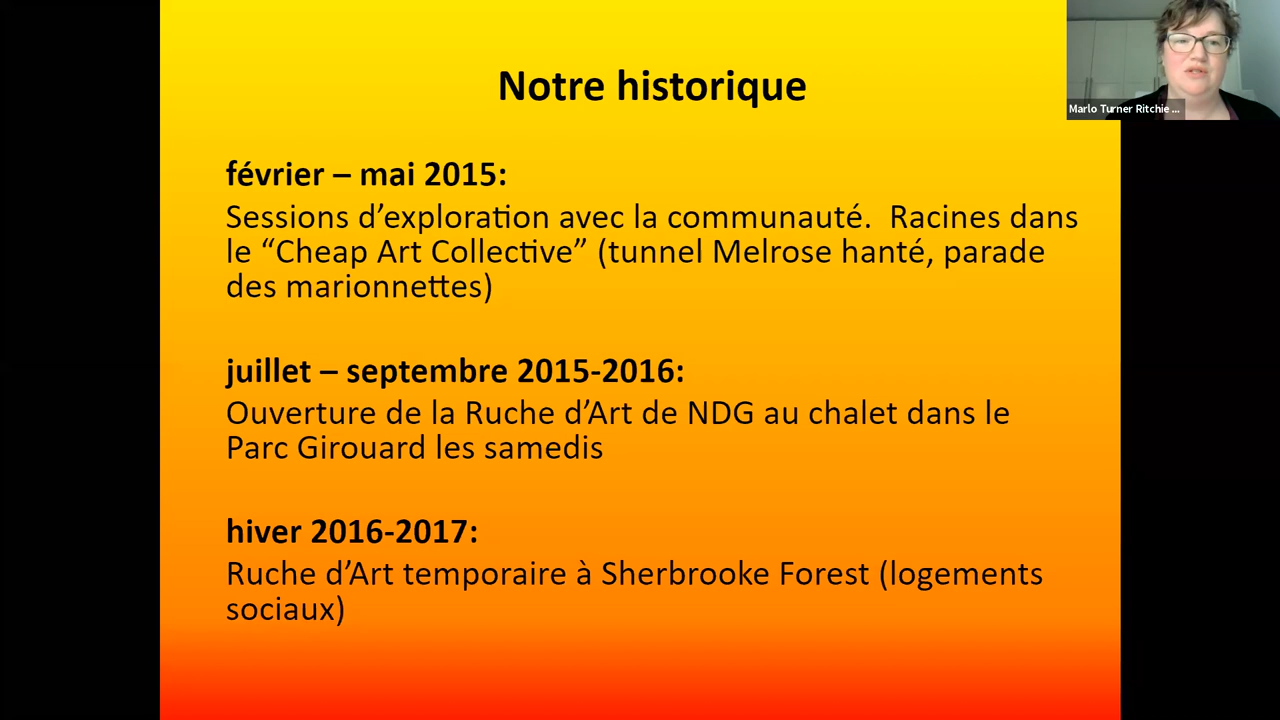 Notre historique
Marlo Turner Ritchie ...
février – mai 2015:
Sessions d’exploration avec la communauté.  Racines dans
le “Cheap Art Collective” (tunnel Melrose hanté, parade
des marionnettes)
juillet – septembre 2015-2016:
Ouverture de la Ruche d’Art de NDG au chalet dans le
Parc Girouard les samedis
hiver 2016-2017:
Ruche d’Art temporaire à Sherbrooke Forest (logements
sociaux)